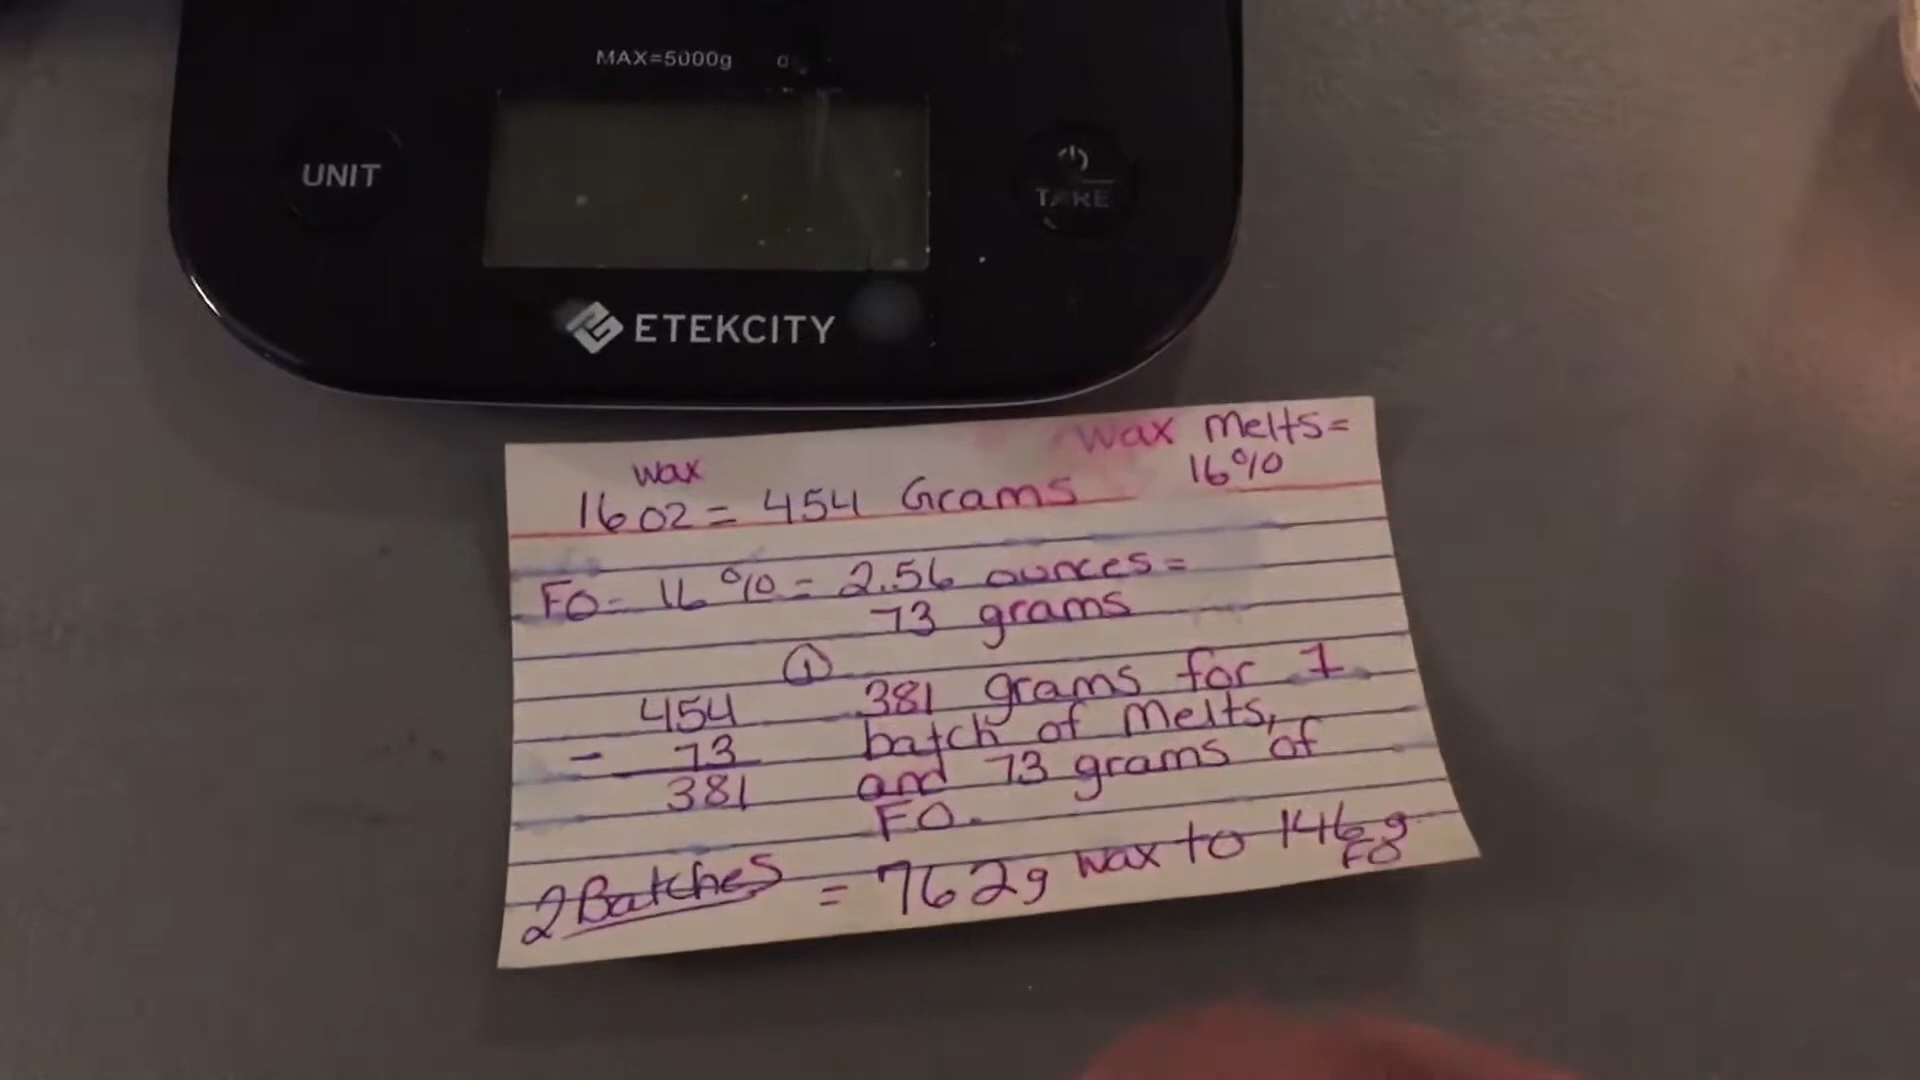 MAX=5000g
UNIT
TARE
ETEKCITY
wax melts=
16%
wax
16oz = 454 Grams
FO- 16% = 2.56 ounces=
73 grams
①
454
- 73
381
381 grams for 1
batch of melts,
and 73 grams of
FO.
2 Batches = 762g wax to 146g
FO